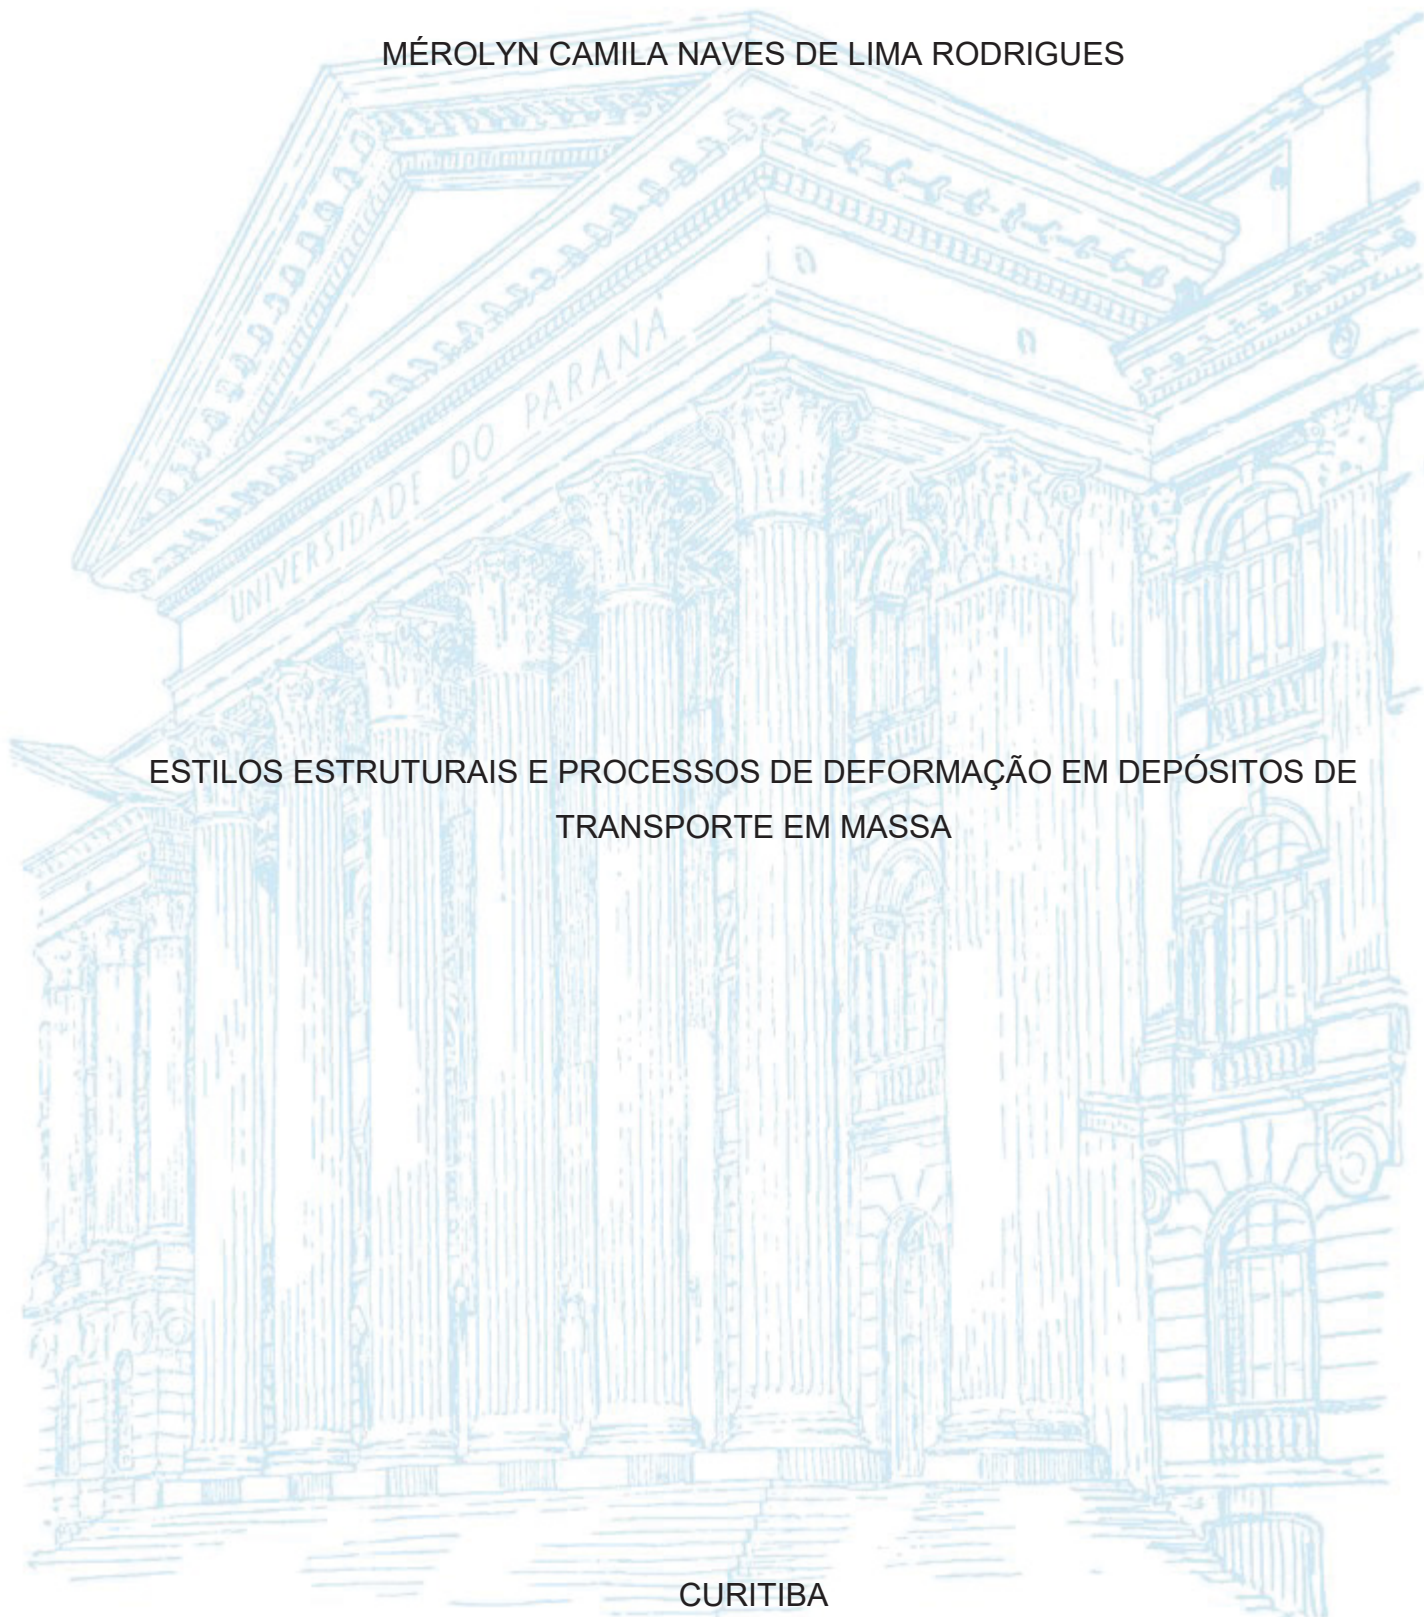 MÉROLYN CAMILA NAVES DE LIMA RODRIGUES
UNIVERSIDADE DO PARANÁ
ESTILOS ESTRUTURAIS E PROCESSOS DE DEFORMAÇÃO EM DEPÓSITOS DE
TRANSPORTE EM MASSA
CURITIBA